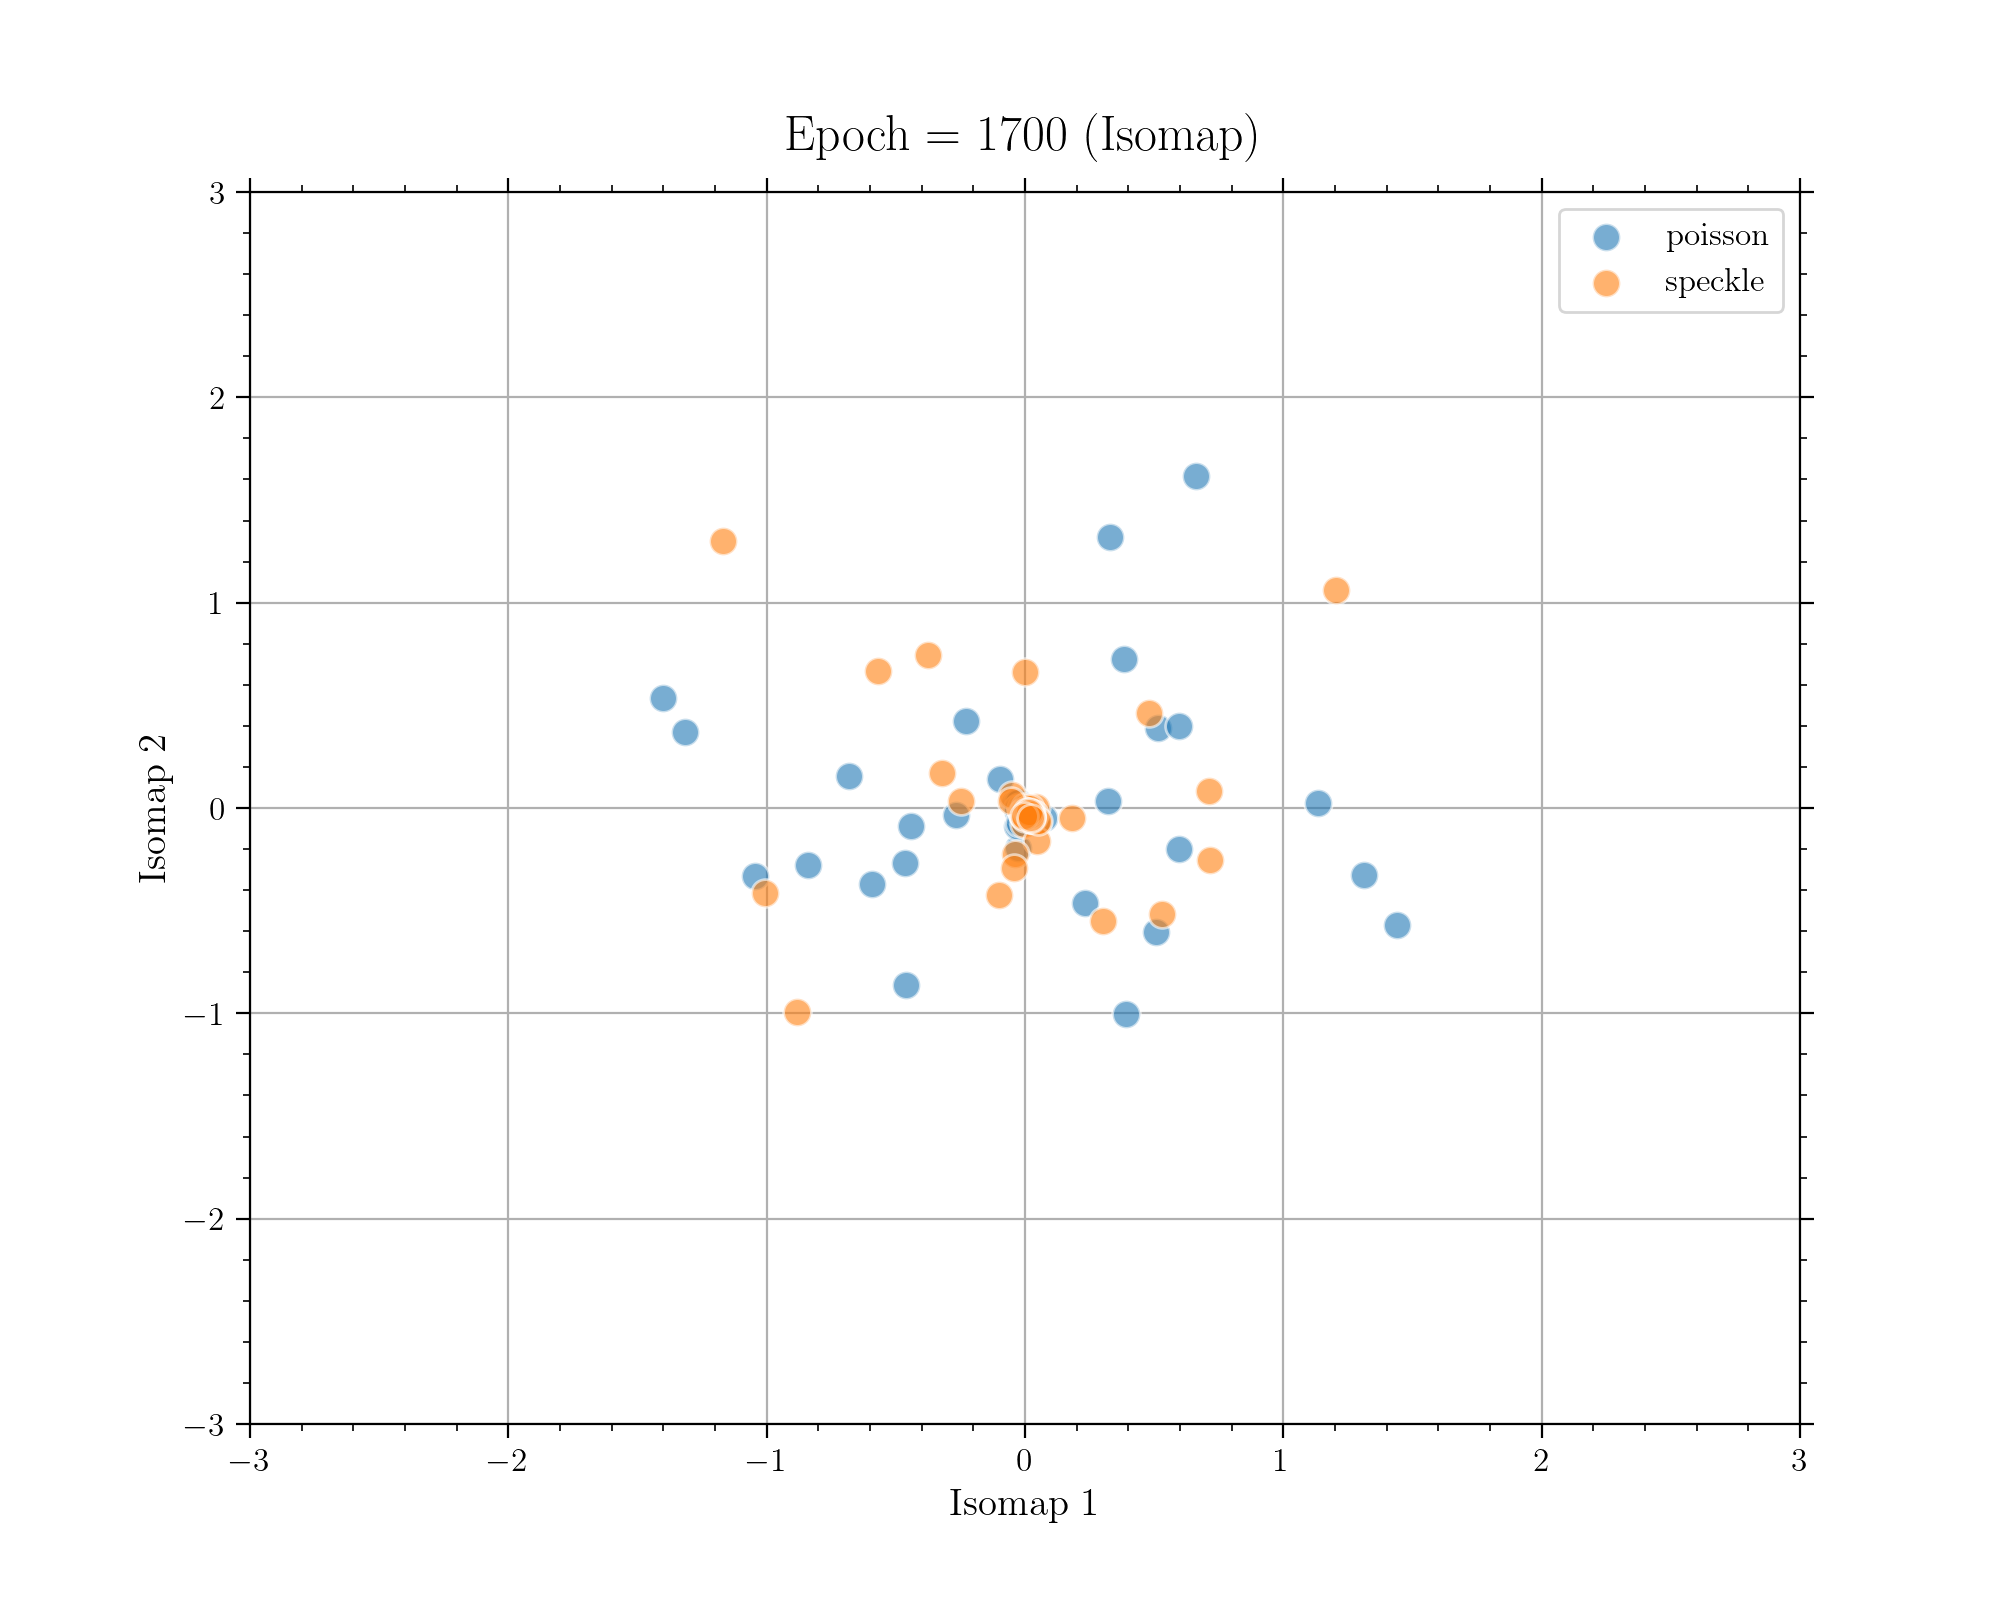 Epoch = 1700 (Isomap)
poisson
speckle
3
2
1
0
−1
−2
−3
Isomap 2
−3 −2 −1 0 1 2 3
Isomap 1